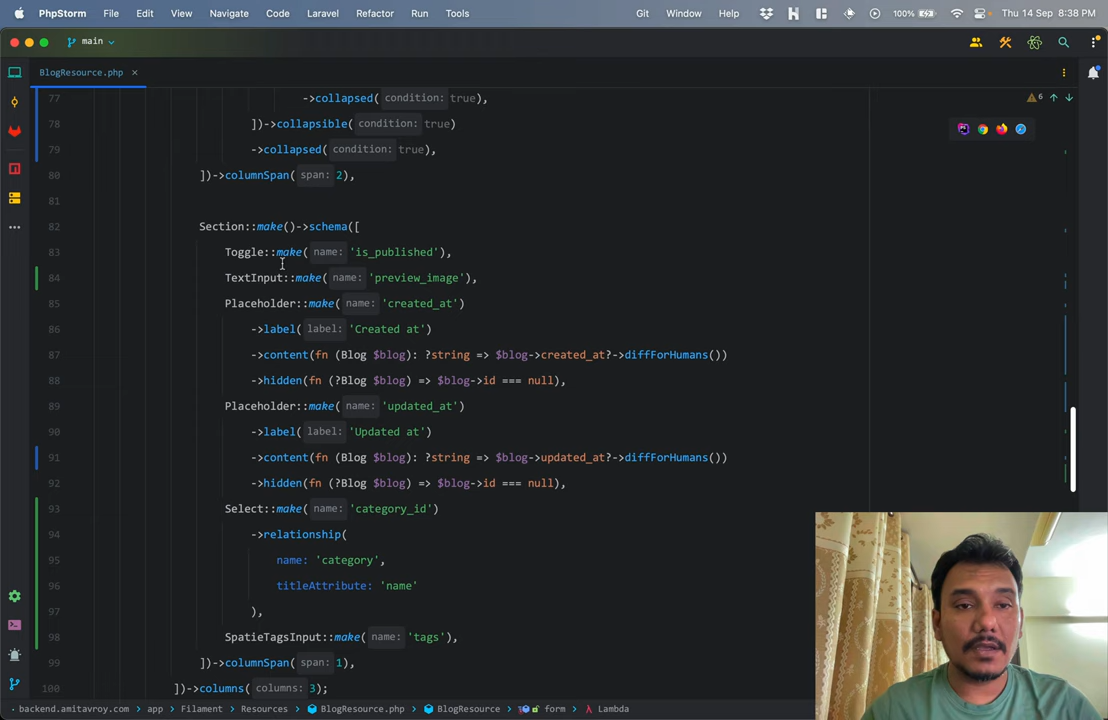 PhpStorm File Edit View Navigate Code Laravel Refactor Run Tools Git Window Help 100% Thu 14 Sep 8:38 PM
main
BlogResource.php
77 ->collapsed( condition: true),
6
78 ])->collapsible( condition: true)
79 ->collapsed( condition: true),
80 ])->columnSpan( span: 2),
81
82 Section::make()->schema([
83 Toggle::make( name: 'is_published'),
84 TextInput::make( name: 'preview_image'),
85 Placeholder::make( name: 'created_at')
86 ->label( label: 'Created at')
87 ->content(fn (Blog $blog): ?string => $blog->created_at?->diffForHumans())
88 ->hidden(fn (?Blog $blog) => $blog->id === null),
89 Placeholder::make( name: 'updated_at')
90 ->label( label: 'Updated at')
91 ->content(fn (Blog $blog): ?string => $blog->updated_at?->diffForHumans())
92 ->hidden(fn (?Blog $blog) => $blog->id === null),
93 Select::make( name: 'category_id')
94 ->relationship(
95 name: 'category',
96 titleAttribute: 'name'
97 ),
98 SpatieTagsInput::make( name: 'tags'),
99 ])->columnSpan( span: 1),
100 ])->columns( columns: 3);
backend.amitavroy.com › app › Filament › Resources › BlogResource.php › BlogResource › form › λ Lambda